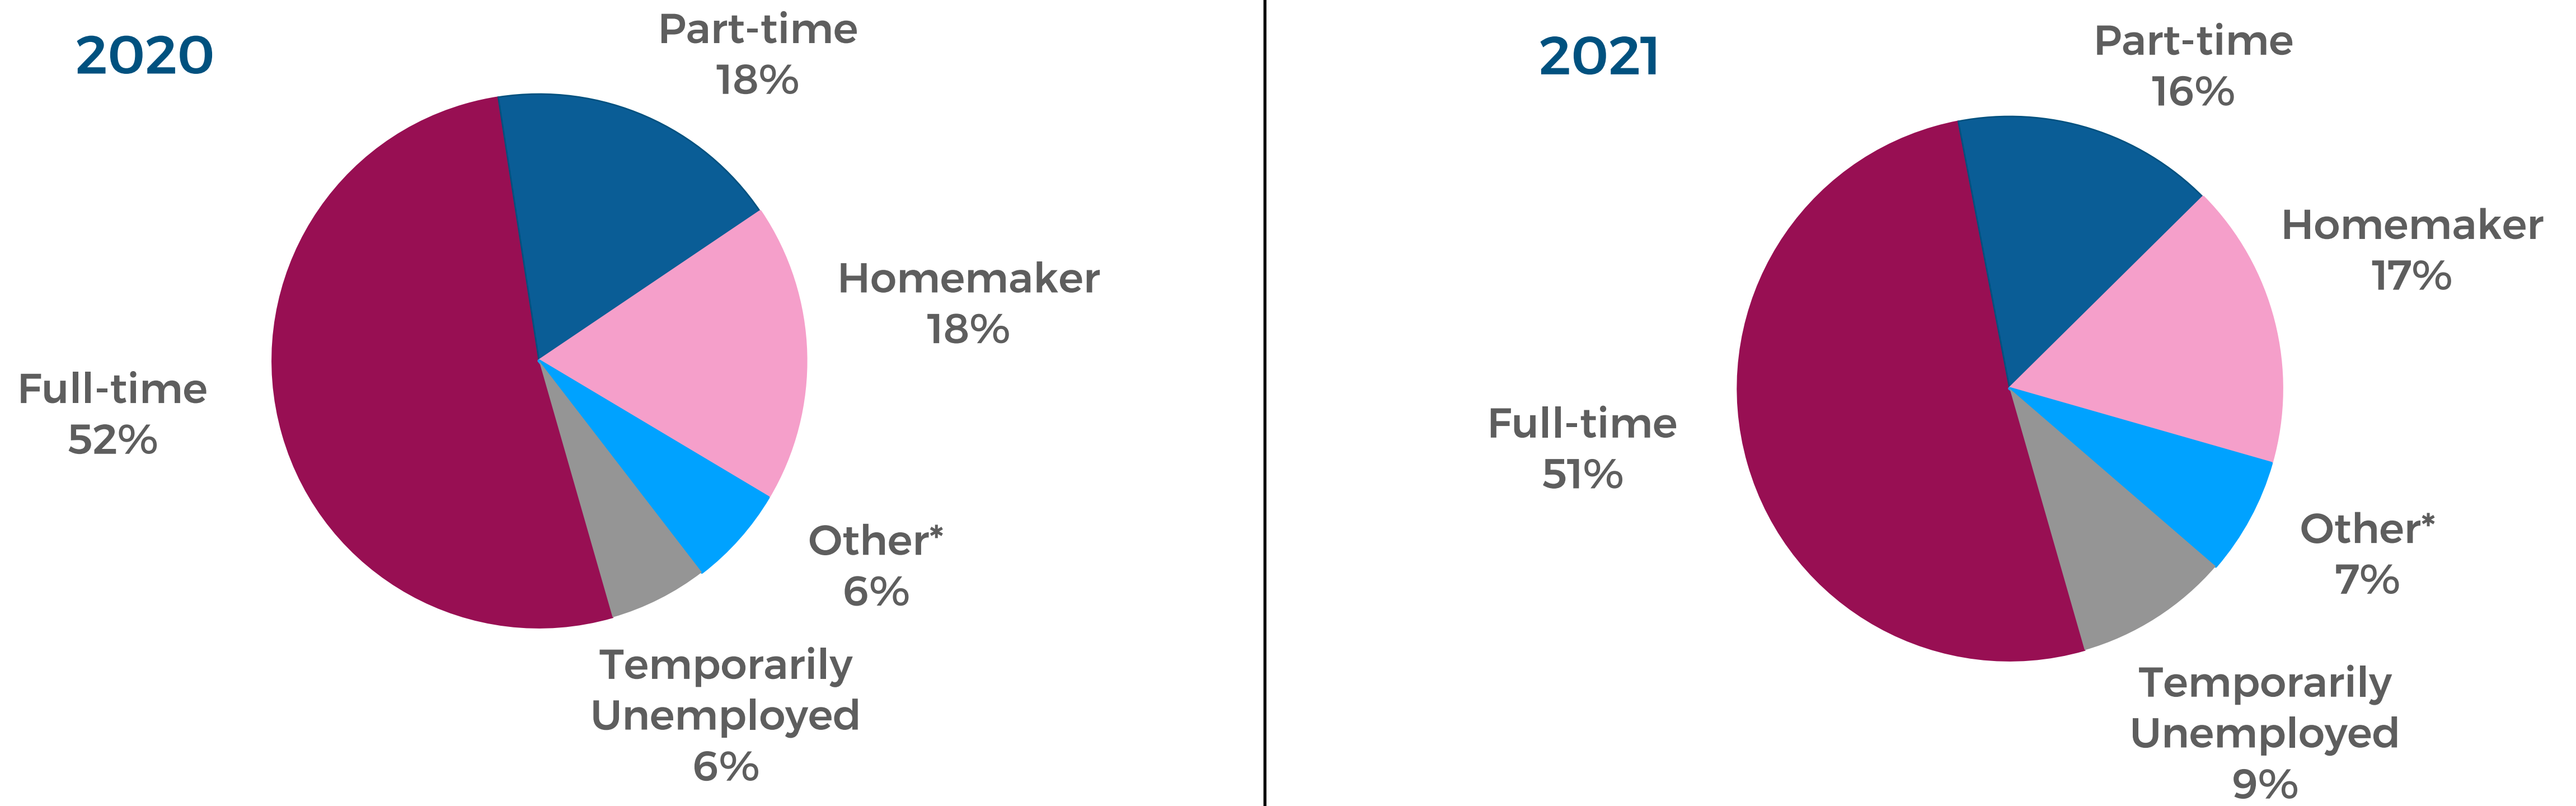 2020
Part-time
18%
Homemaker
18%
Full-time
52%
Other*
6%
Temporarily
Unemployed
6%
2021
Part-time
16%
Homemaker
17%
Full-time
51%
Other*
7%
Temporarily
Unemployed
9%